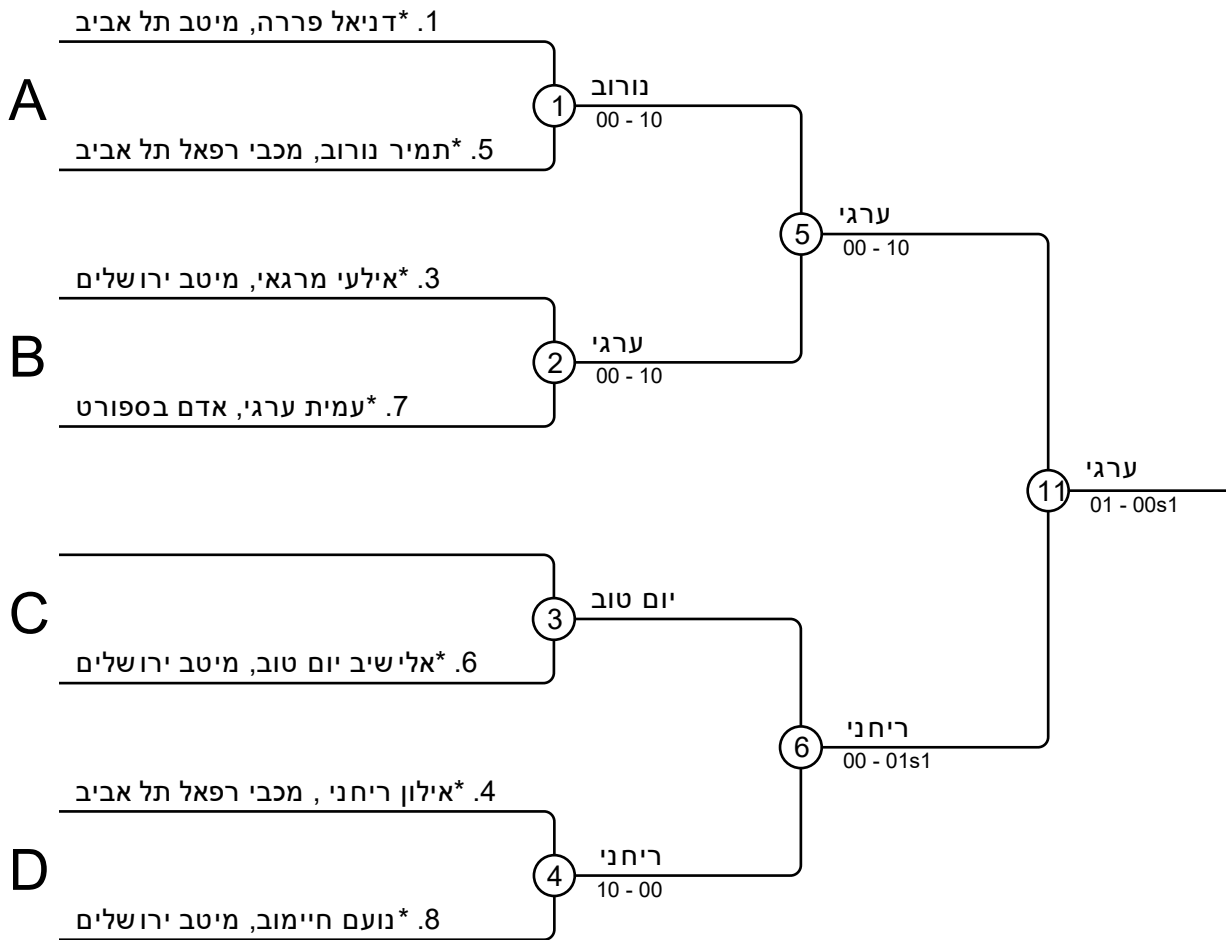 1. *דניאל פררה, מיטב תל אביב
A
1
נורוב
00 - 10
5. *תמיר נורוב, מכבי רפאל תל אביב
5
ערגי
00 - 10
3. *אילעי מרגאי, מיטב ירושלים
B
2
ערגי
00 - 10
7. *עמית ערגי, אדם בספורט
11
ערגי
01 - 00s1
C
3
יום טוב
6. *אלישיב יום טוב, מיטב ירושלים
6
ריחני
00 - 01s1
4. *אילון ריחני , מכבי רפאל תל אביב
D
4
ריחני
10 - 00
8. *נועם חיימוב, מיטב ירושלים